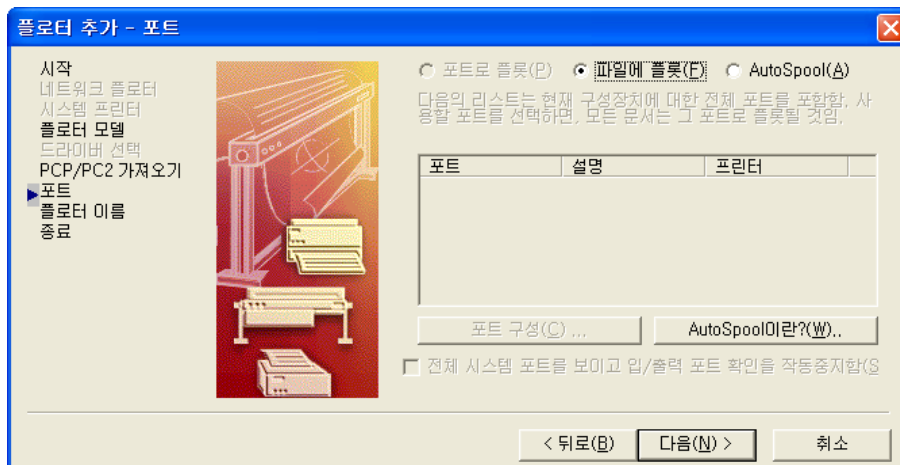 플로터 추가 - 포트
시작
네트워크 플로터
시스템 프린터
플로터 모델
드라이버 선택
PCP/PC2 가져오기
포트
플로터 이름
종료
포트로 플롯(P) 파일에 플롯(F) AutoSpool(A)
다음의 리스트는 현재 구성장치에 대한 전체 포트를 포함함. 사
용할 포트를 선택하면, 모든 문서는 그 포트로 플롯될 것임.
포트 설명 프린터
포트 구성(C) ... AutoSpool이란?(W)..
전체 시스템 포트를 보이고 입/출력 포트 확인을 작동중지함(S
< 뒤로(B) 다음(N) > 취소